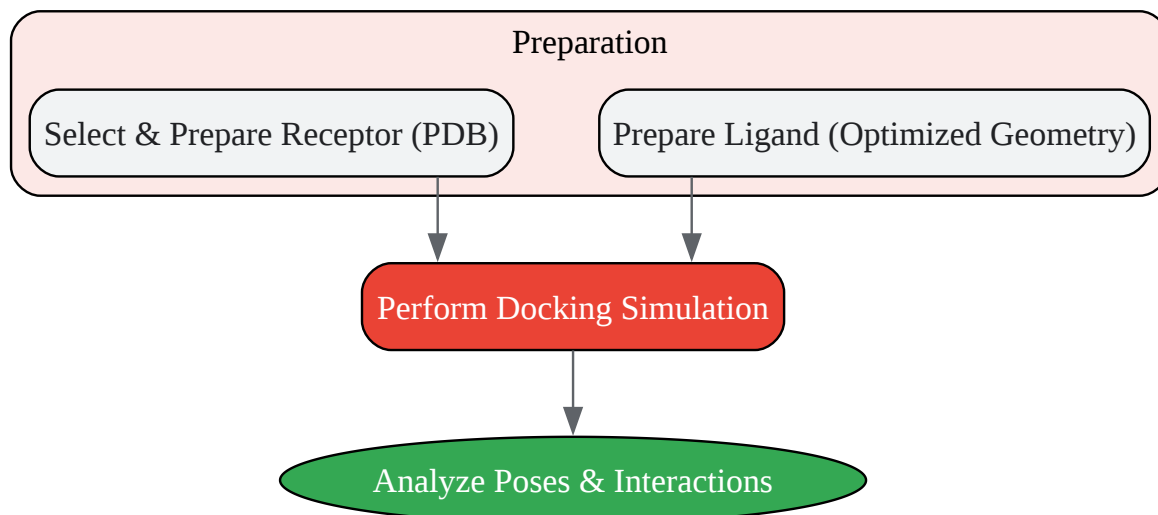 Preparation
Select & Prepare Receptor (PDB)
Prepare Ligand (Optimized Geometry)
Perform Docking Simulation
Analyze Poses & Interactions